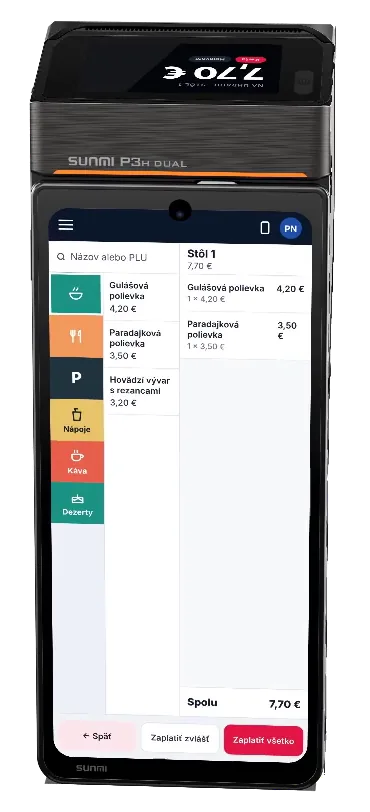 7,70 €
SUNMI P3H DUAL
PN
Názov alebo PLU
Stôl 1
7,70 €
Gulášová
polievka
4,20 €
Paradajková
polievka
3,50 €
Hovädzí vývar
s rezancami
3,20 €
P
Nápoje
Káva
Dezerty
Gulášová polievka 4,20 €
1 × 4,20 €
Paradajková 3,50
polievka €
1 × 3,50 €
Spolu 7,70 €
← Späť
Zaplatiť zvlášť
Zaplatiť všetko
SUNMI